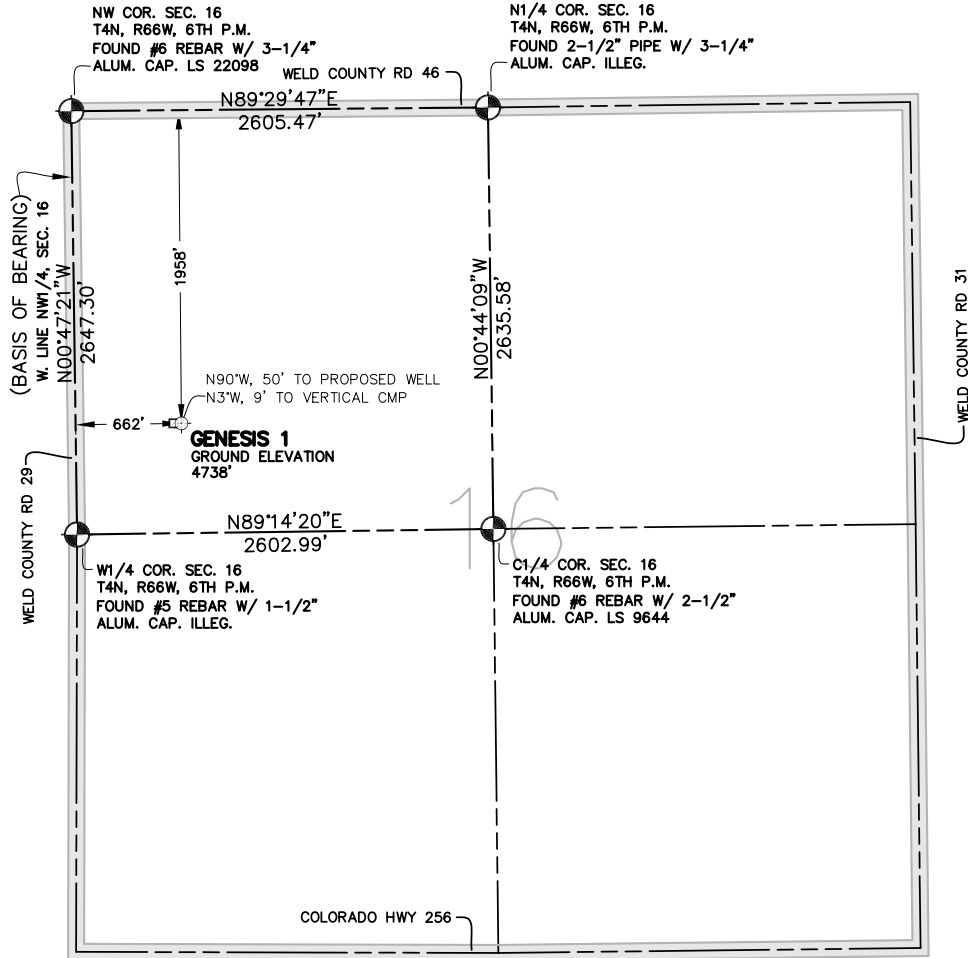 NW COR. SEC. 16
T4N, R66W, 6TH P.M.
FOUND #6 REBAR W/ 3-1/4"
ALUM. CAP. LS 22098
N1/4 COR. SEC. 16
T4N, R66W, 6TH P.M.
FOUND 2-1/2" PIPE W/ 3-1/4"
ALUM. CAP. ILLEG.
WELD COUNTY RD 46
N89°29'47"E
2605.47'
(BASIS OF BEARING)
W. LINE NW1/4, SEC. 16
N00°47'21"W
2647.30'
1958'
N00°44'09"W
2635.58'
WELD COUNTY RD 31
N90°W, 50' TO PROPOSED WELL
N3°W, 9' TO VERTICAL CMP
662'
GENESIS 1
GROUND ELEVATION
4738'
WELD COUNTY RD 29
16
N89°14'20"E
2602.99'
W1/4 COR. SEC. 16
T4N, R66W, 6TH P.M.
FOUND #5 REBAR W/ 1-1/2"
ALUM. CAP. ILLEG.
C1/4 COR. SEC. 16
T4N, R66W, 6TH P.M.
FOUND #6 REBAR W/ 2-1/2"
ALUM. CAP. LS 9644
COLORADO HWY 256